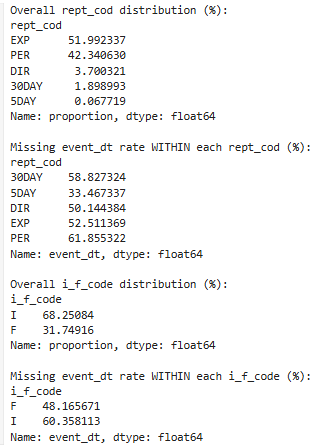 Overall rept_cod distribution (%):
rept_cod
EXP      51.992337
PER      42.340630
DIR       3.700321
30DAY     1.898993
5DAY      0.067719
Name: proportion, dtype: float64

Missing event_dt rate WITHIN each rept_cod (%):
rept_cod
30DAY    58.827324
5DAY     33.467337
DIR      50.144384
EXP      52.511369
PER      61.855322
Name: event_dt, dtype: float64

Overall i_f_code distribution (%):
i_f_code
I    68.25084
F    31.74916
Name: proportion, dtype: float64

Missing event_dt rate WITHIN each i_f_code (%):
i_f_code
F    48.165671
I    60.358113
Name: event_dt, dtype: float64